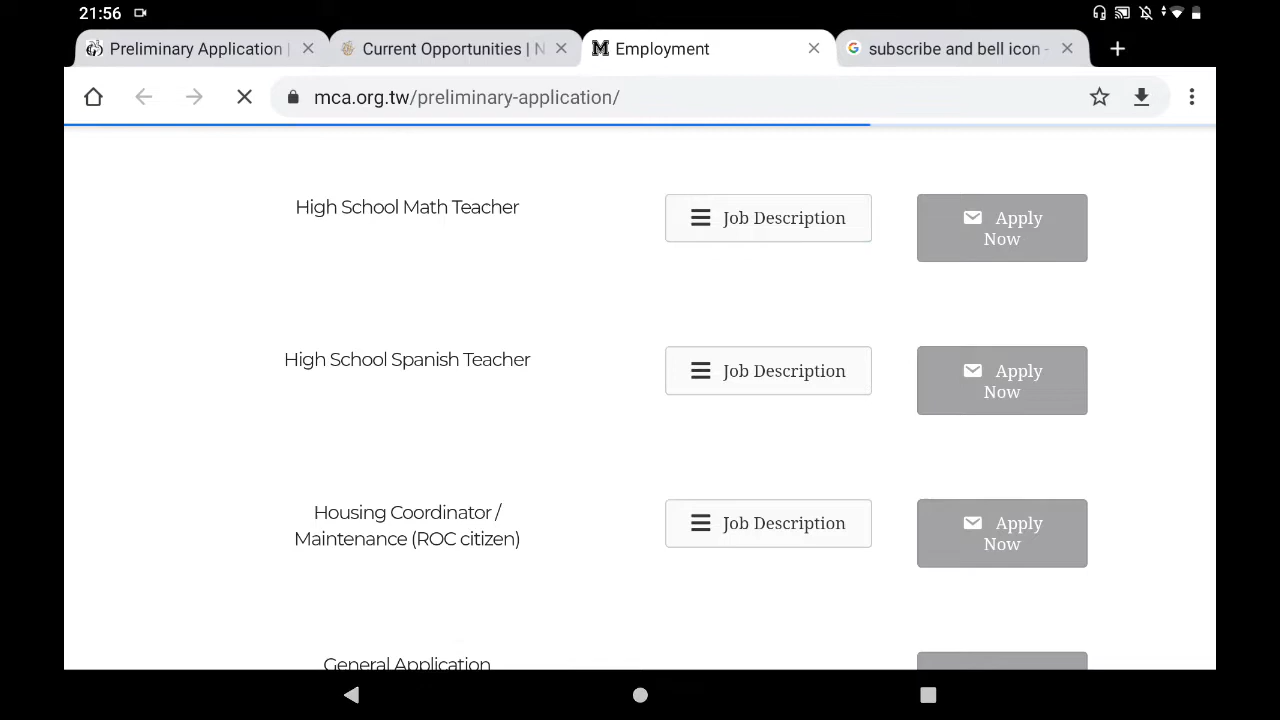 21:56
Preliminary Application |
Current Opportunities | N
M Employment
G subscribe and bell icon -
mca.org.tw/preliminary-application/
High School Math Teacher
Job Description
Apply
Now
High School Spanish Teacher
Job Description
Apply
Now
Housing Coordinator /
Maintenance (ROC citizen)
Job Description
Apply
Now
General Application